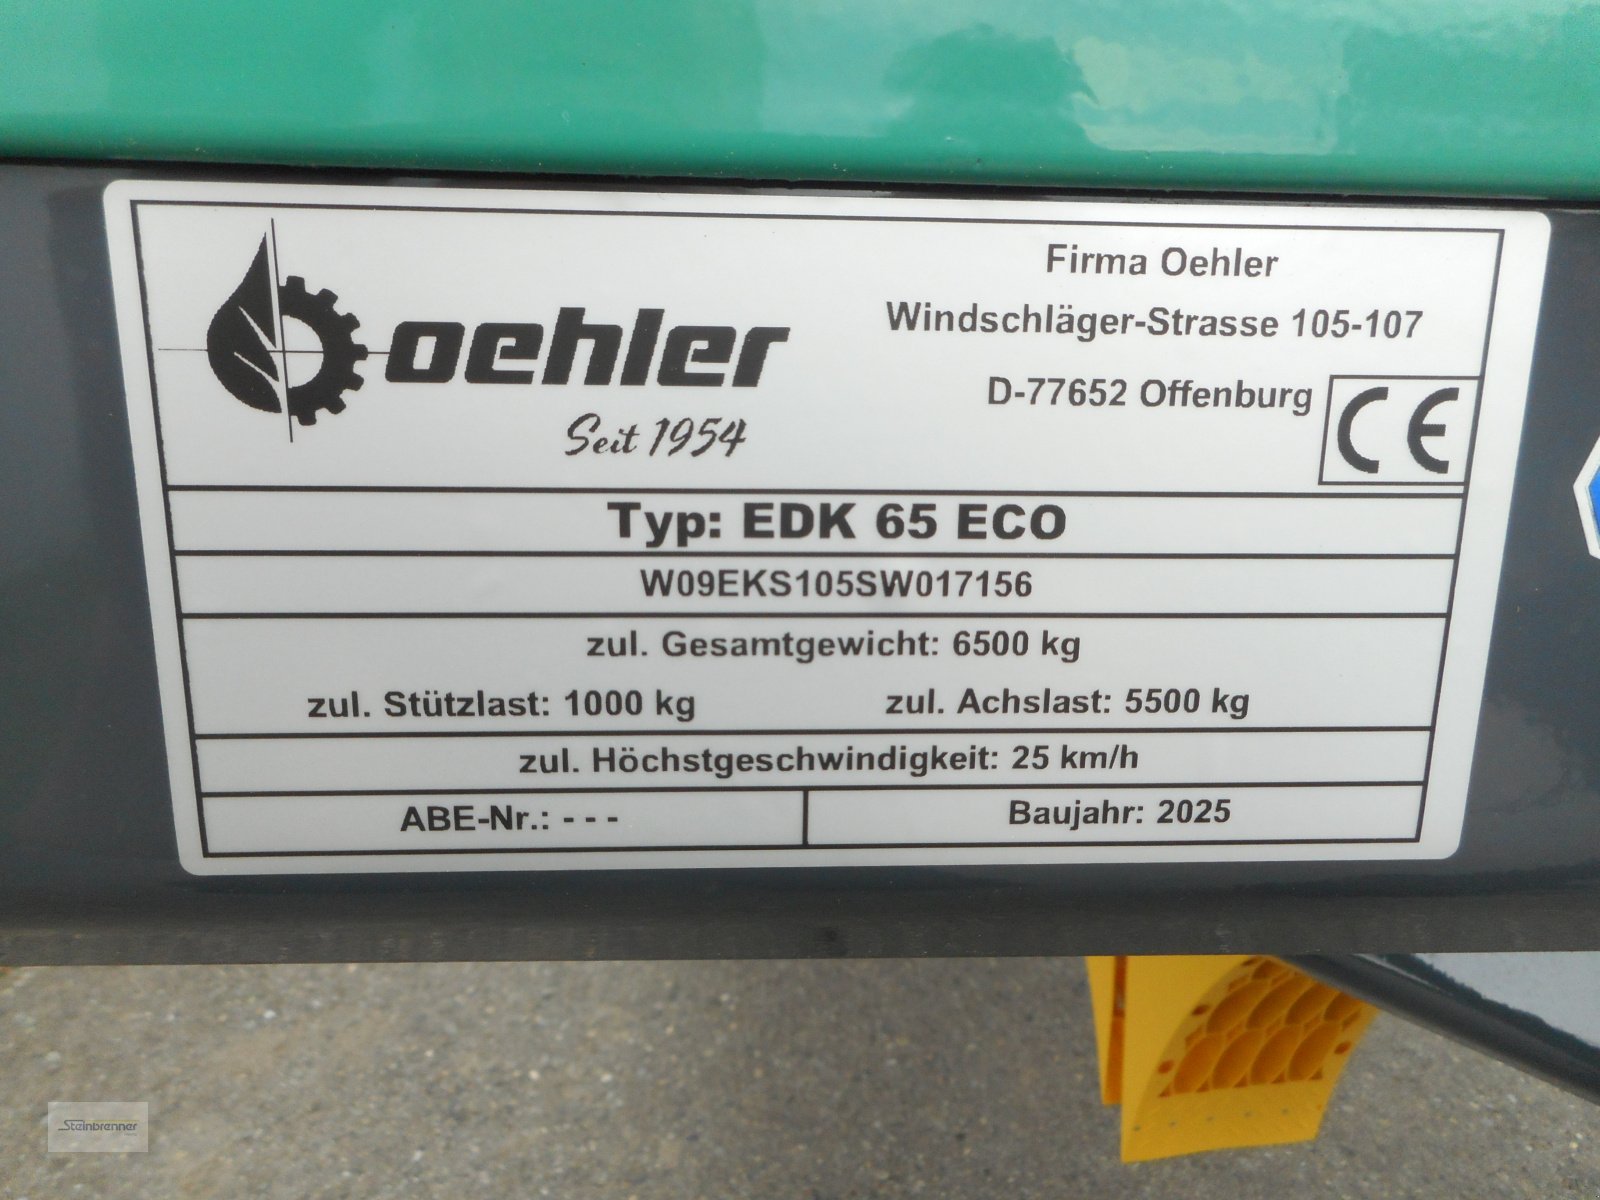 oehler
Seit 1954
Firma Oehler
Windschläger-Strasse 105-107
D-77652 Offenburg
CE
Typ: EDK 65 ECO
W09EKS105SW017156
zul. Gesamtgewicht: 6500 kg
zul. Stützlast: 1000 kg zul. Achslast: 5500 kg
zul. Höchstgeschwindigkeit: 25 km/h
ABE-Nr.: - - - Baujahr: 2025
Steinbrenner